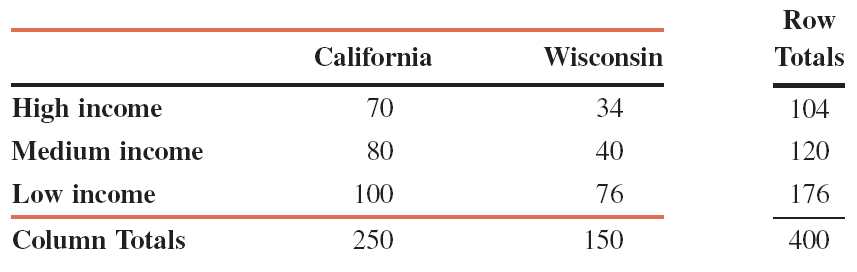 Row
California Wisconsin Totals
High income 70 34 104
Medium income 80 40 120
Low income 100 76 176
Column Totals 250 150 400